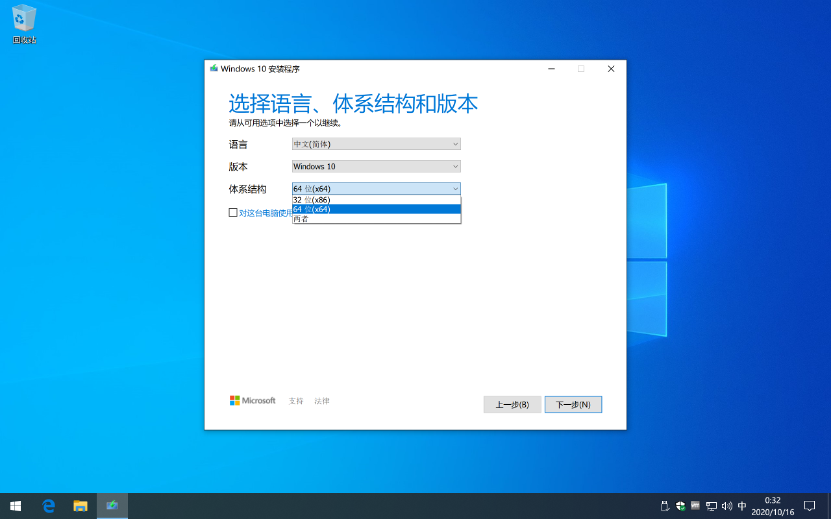 回收站
Windows 10 安装程序
选择语言、体系结构和版本
请从可用选项中选择一个以继续。
语言 中文(简体)
版本 Windows 10
体系结构 64 位(x64)
32 位(x86)
64 位(x64)
两者
对这台电脑使用
Microsoft 支持 法律
上一步(B) 下一步(N)
中
0:32
2020/10/16